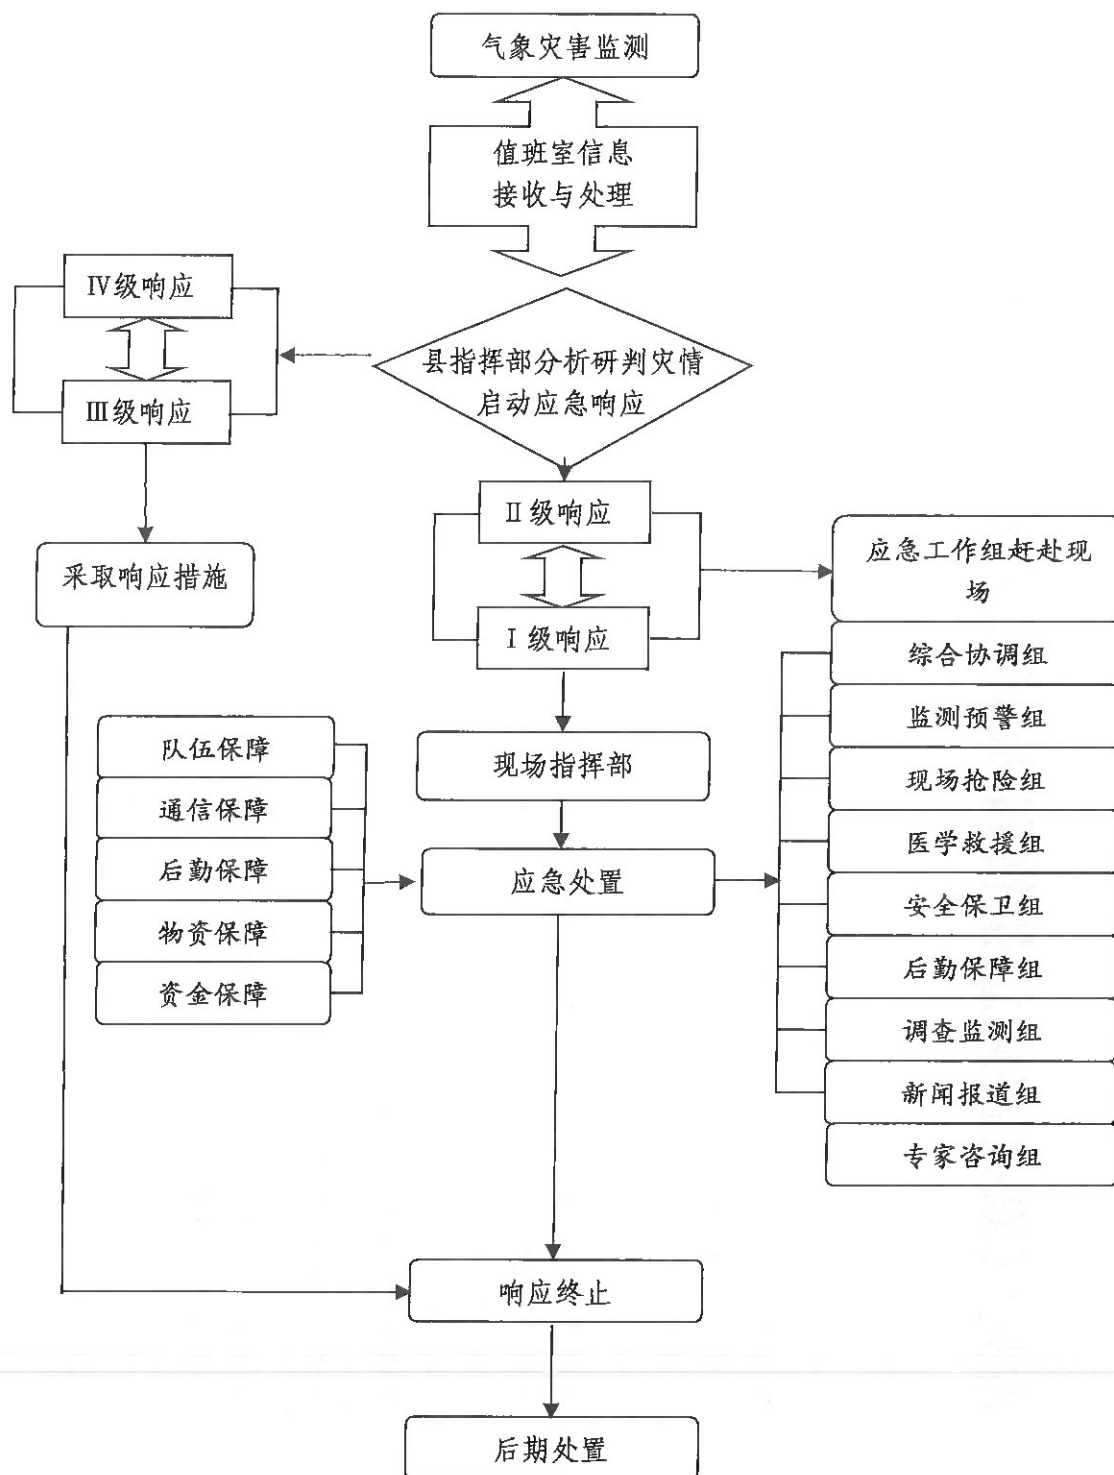 气象灾害监测
值班室信息
接收与处理
Ⅳ级响应
县指挥部分析研判灾情
启动应急响应
Ⅲ级响应
Ⅱ级响应
应急工作组赶赴现
场
采取响应措施
Ⅰ级响应
综合协调组
监测预警组
现场抢险组
医学救援组
安全保卫组
后勤保障组
调查监测组
新闻报道组
专家咨询组
队伍保障
通信保障
后勤保障
物资保障
资金保障
现场指挥部
应急处置
响应终止
后期处置